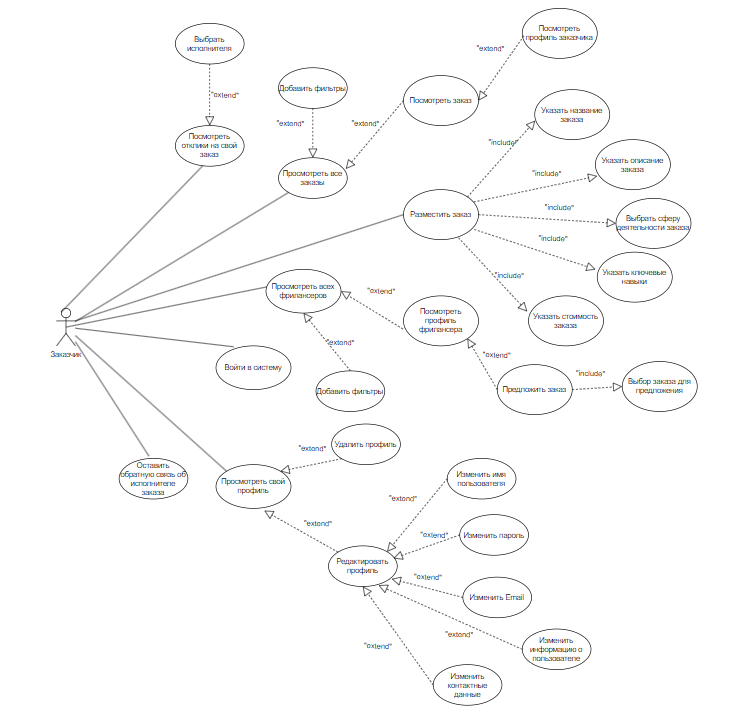 Посмотреть
профиль заказчика
Выбрать
исполнителя
"extend"
Добавить фильтры
"extend"
Посмотреть заказ
"extend"
"extend"
Указать название
заказа
Посмотреть
отклики на свой
заказ
"include"
Указать описание
заказа
Просмотреть все
заказы
"include"
Разместить заказ
"include"
Выбрать сферу
деятельности заказа
"include"
Указать ключевые
навыки
"include"
Просмотреть всех
фрилансеров
"extend"
Посмотреть
профиль
фрилансера
Указать стоимость
заказа
"extend"
Заказчик
"extend"
Войти в систему
"include"
Добавить фильтры
Предложить заказ
Выбор заказа для
предложения
Удалить профиль
"extend"
Оставить
обратную связь об
исполнителе
заказа
Просмотреть свой
профиль
Изменить имя
пользователя
"extend"
"extend"
"extend"
Изменить пароль
Редактировать
профиль
"extend"
Изменить Email
"extend"
Изменить
информацию о
пользователе
"extend"
Изменить
контактные
данные